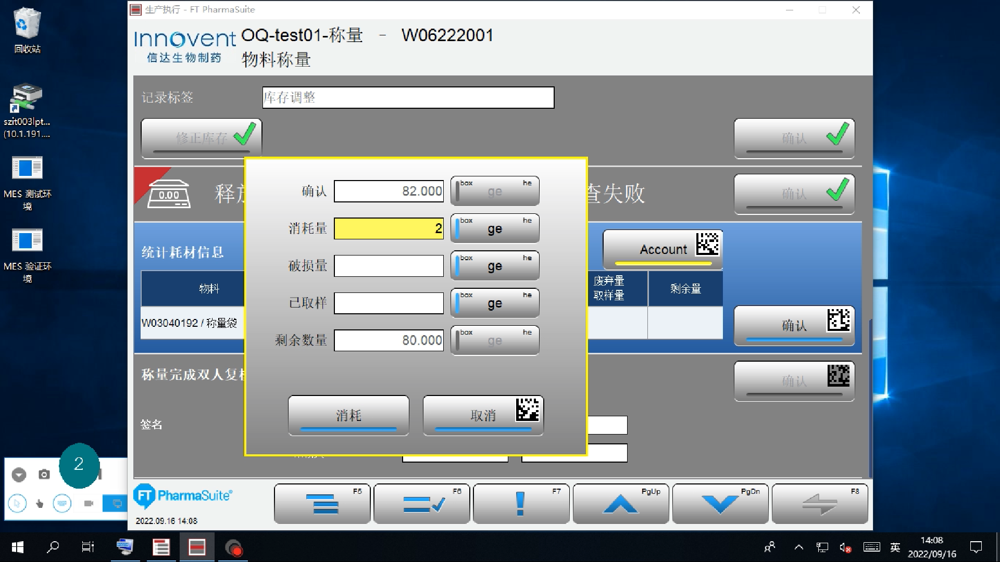 生产执行 - FT PharmaSuite
回收站
Innovent
信达生物制药
OQ-test01-称量 - W06222001
物料称量
记录标签
库存调整
修正库存
确认
szit003lpt...
(10.1.191....
0.00
释放
查失败
确认
MES 测试环
境
MES 验证环
境
确认 82.000 box ge he
消耗量 2 box ge he
破损量 box ge he
已取样 box ge he
剩余数量 80.000 box ge he
消耗
取消
统计耗材信息
Account
物料
废弃量
取样量
剩余量
W03040192 / 称量袋
确认
称量完成双人复核
确认
签名
2
FT PharmaSuite®
2022.09.16 14:08
F5
F6
F7
PgUp
PgDn
F8
英
14:08
2022/09/16